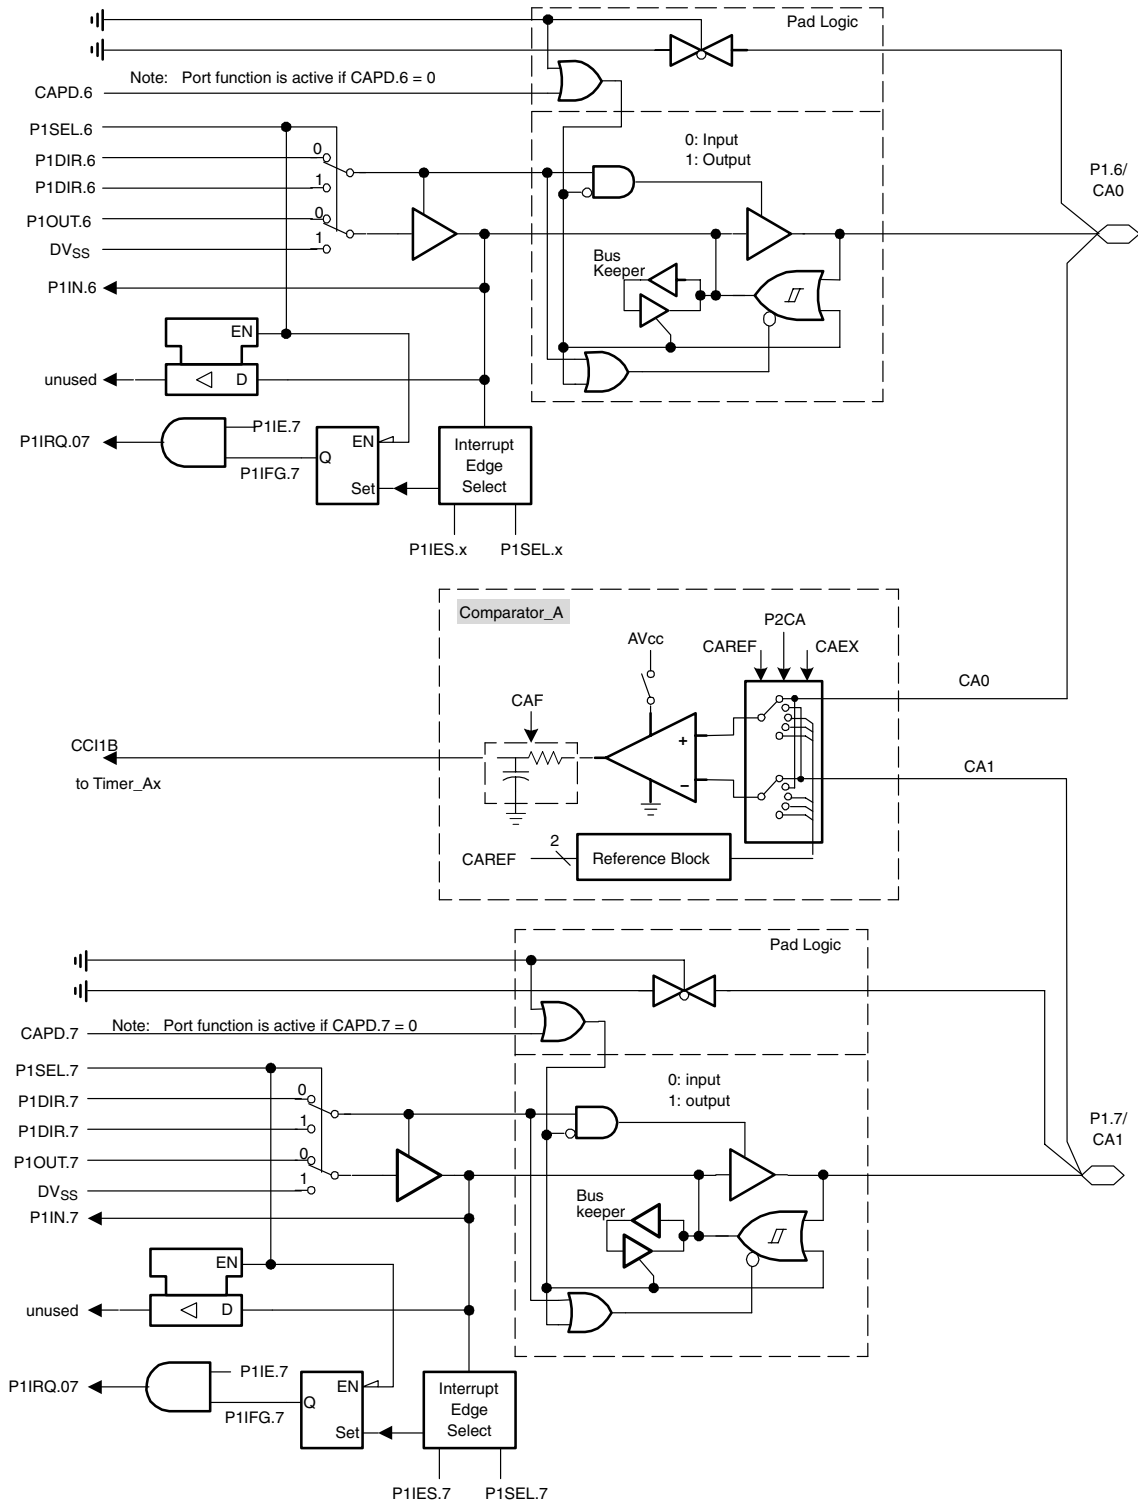 Pad Logic
Note: Port function is active if CAPD.6 = 0
CAPD.6
P1SEL.6
0
P1DIR.6
1
P1DIR.6
0: Input
1: Output
P1.6/
CA0
0
P1OUT.6
1
DVSS
Bus
Keeper
P1IN.6
EN
unused
D
P1IE.7
P1IRQ.07
P1IFG.7
EN
Q
Set
Interrupt
Edge
Select
P1IES.x
P1SEL.x
Comparator_A
P2CA
AVcc
CAREF
CAEX
CA0
CAF
+
CCI1B
to Timer_Ax
CA1
−
2
CAREF
Reference Block
Pad Logic
Note: Port function is active if CAPD.7 = 0
CAPD.7
P1SEL.7
0
P1DIR.7
1
P1DIR.7
0: input
1: output
P1.7/
CA1
0
P1OUT.7
1
DVSS
Bus
keeper
P1IN.7
EN
unused
D
P1IE.7
P1IRQ.07
P1IFG.7
EN
Q
Set
Interrupt
Edge
Select
P1IES.7
P1SEL.7